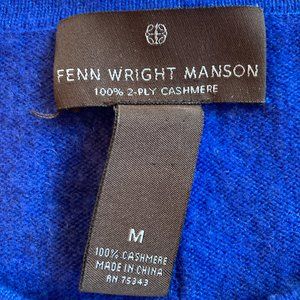 FENN WRIGHT MANSON
100% 2-PLY CASHMERE
M
100% CASHMERE
MADE IN CHINA
RN 75343